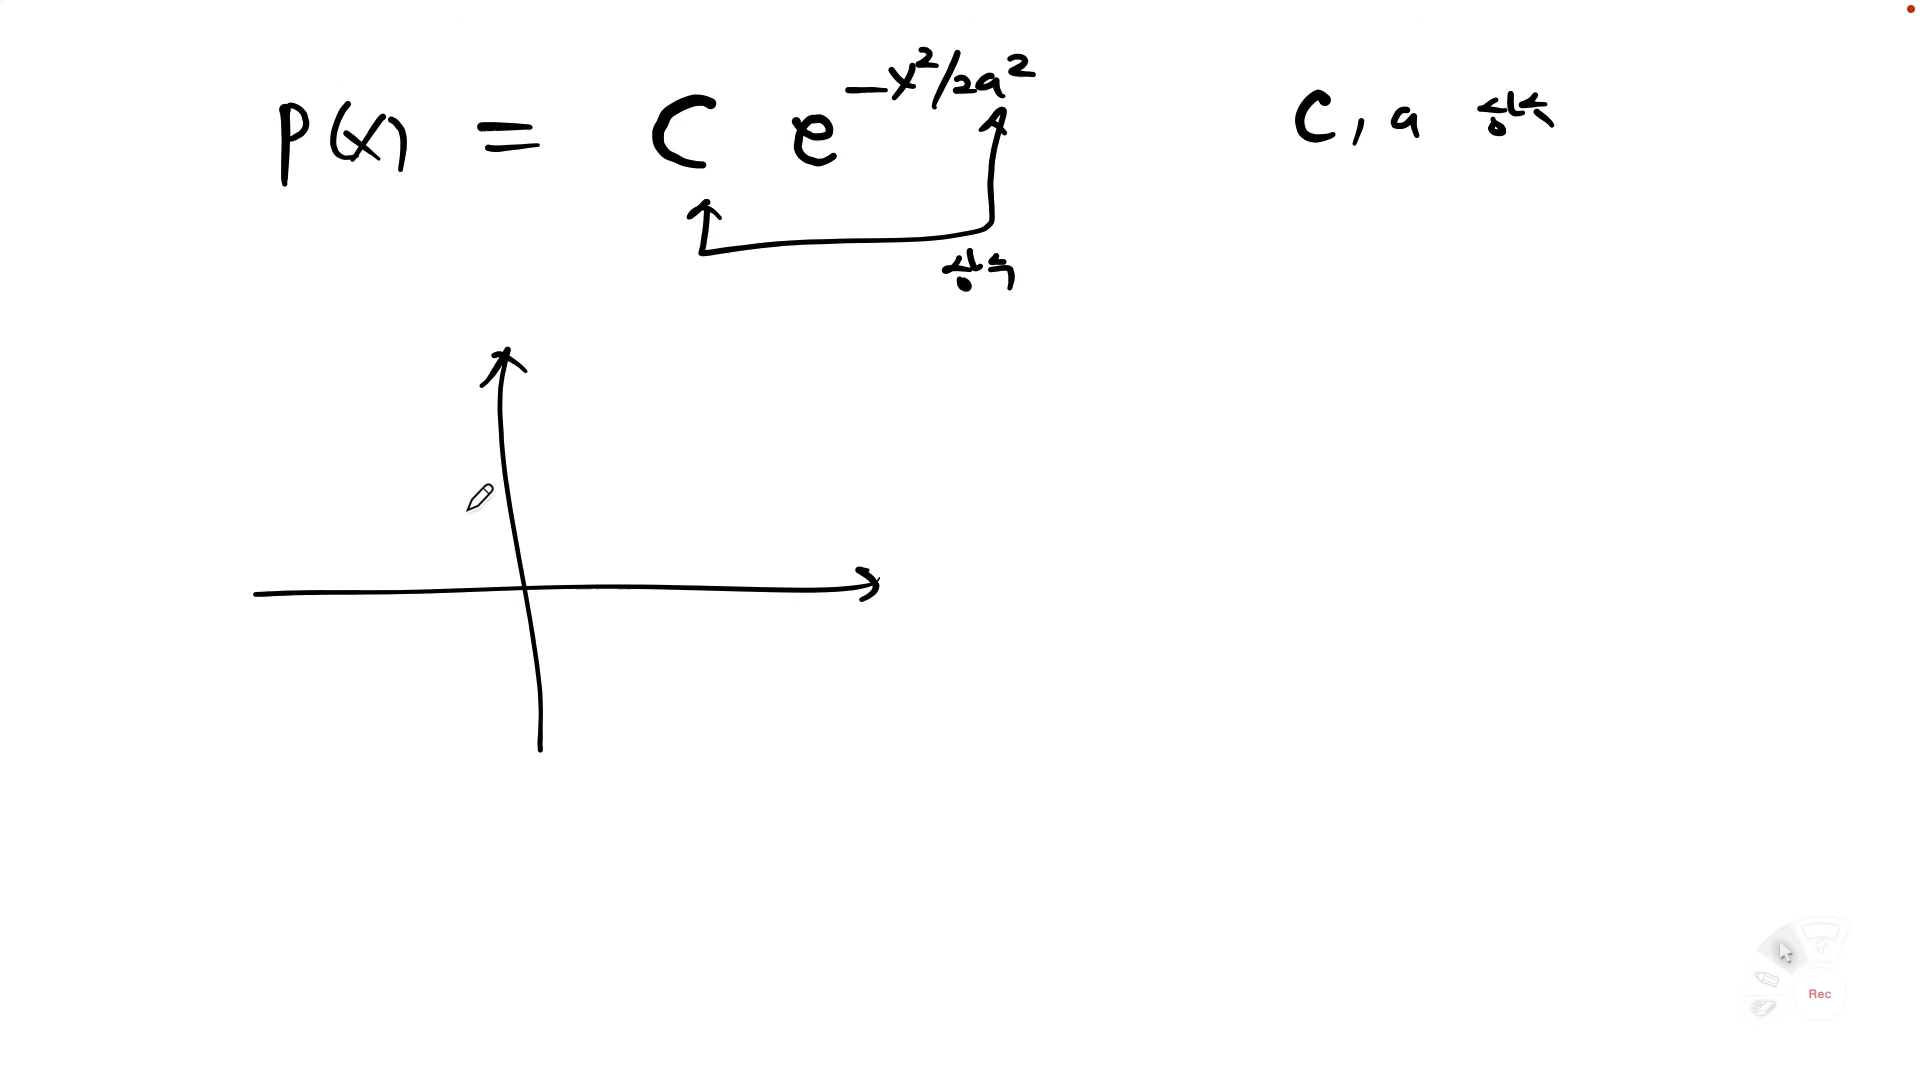 P(x) = C e^{-x²/2a²}
C, a 상수
상수
Rec